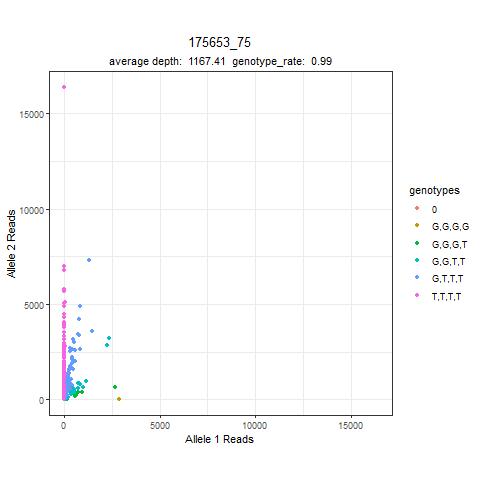 175653_75
average depth:  1167.41  genotype_rate:  0.99
Allele 2 Reads
15000
10000
5000
0
0
5000
10000
15000
Allele 1 Reads
genotypes
0
G,G,G,G
G,G,G,T
G,G,T,T
G,T,T,T
T,T,T,T